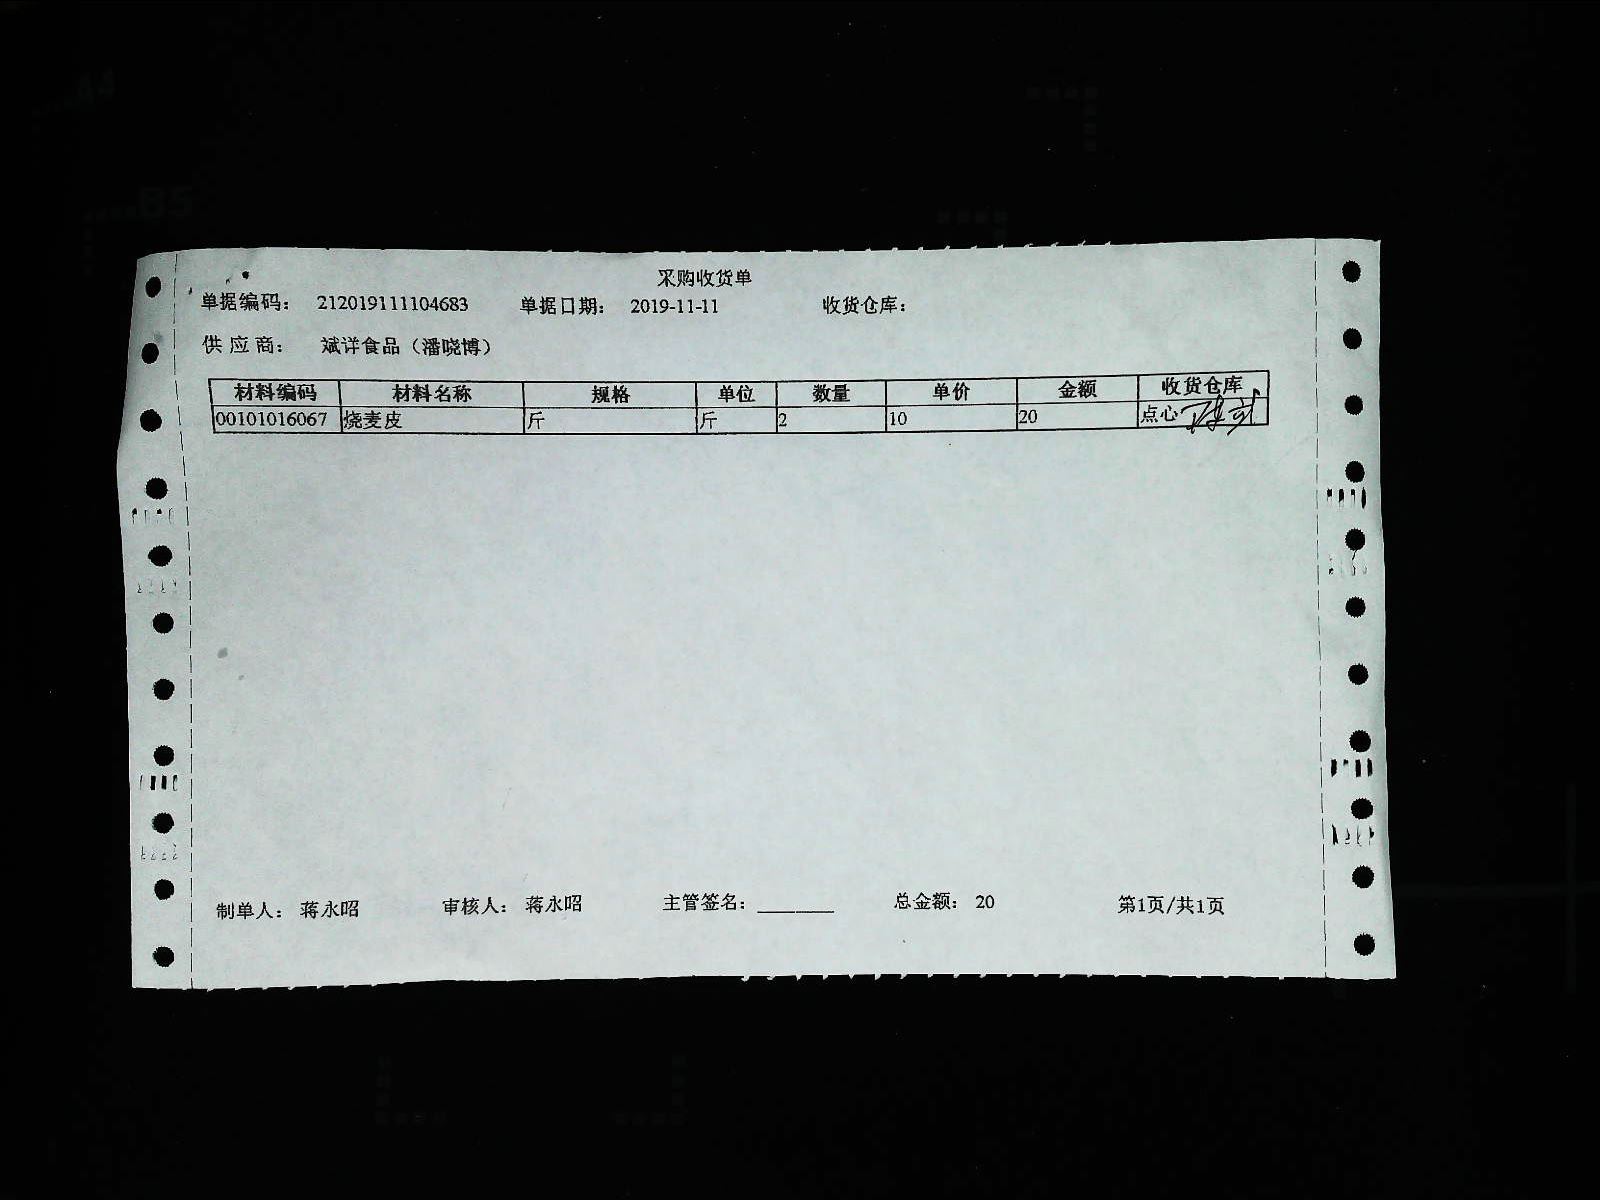 采购收货单
单据编码： 212019111104683 单据日期： 2019-11-11 收货仓库：
供应商： 斌详食品（潘晓博）
材料编码 材料名称 规格 单位 数量 单价 金额 收货仓库
00101016067 烧麦皮 斤 斤 2 10 20 点心
制单人： 蒋永昭 审核人： 蒋永昭 主管签名： 总金额： 20 第1页/共1页